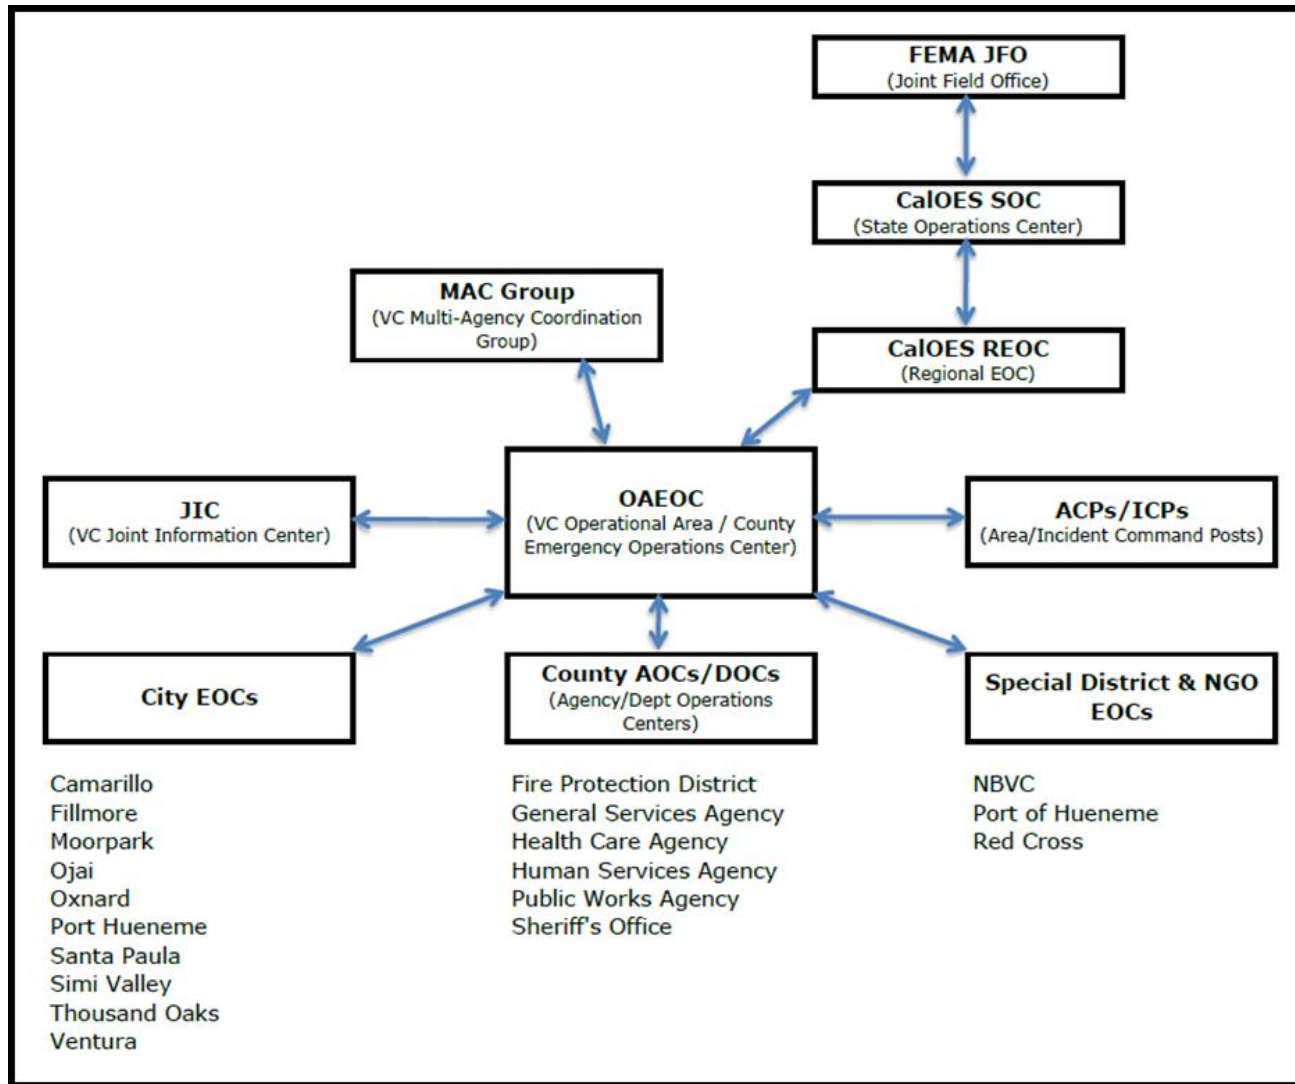 FEMA JFO
(Joint Field Office)
CalOES SOC
(State Operations Center)
MAC Group
(VC Multi-Agency Coordination
Group)
CalOES REOC
(Regional EOC)
JIC
(VC Joint Information Center)
OAEOC
(VC Operational Area / County
Emergency Operations Center)
ACPs/ICPs
(Area/Incident Command Posts)
City EOCs
County AOCs/DOCs
(Agency/Dept Operations
Centers)
Special District & NGO
EOCs
Camarillo
Fillmore
Moorpark
Ojai
Oxnard
Port Hueneme
Santa Paula
Simi Valley
Thousand Oaks
Ventura
Fire Protection District
General Services Agency
Health Care Agency
Human Services Agency
Public Works Agency
Sheriff's Office
NBVC
Port of Hueneme
Red Cross